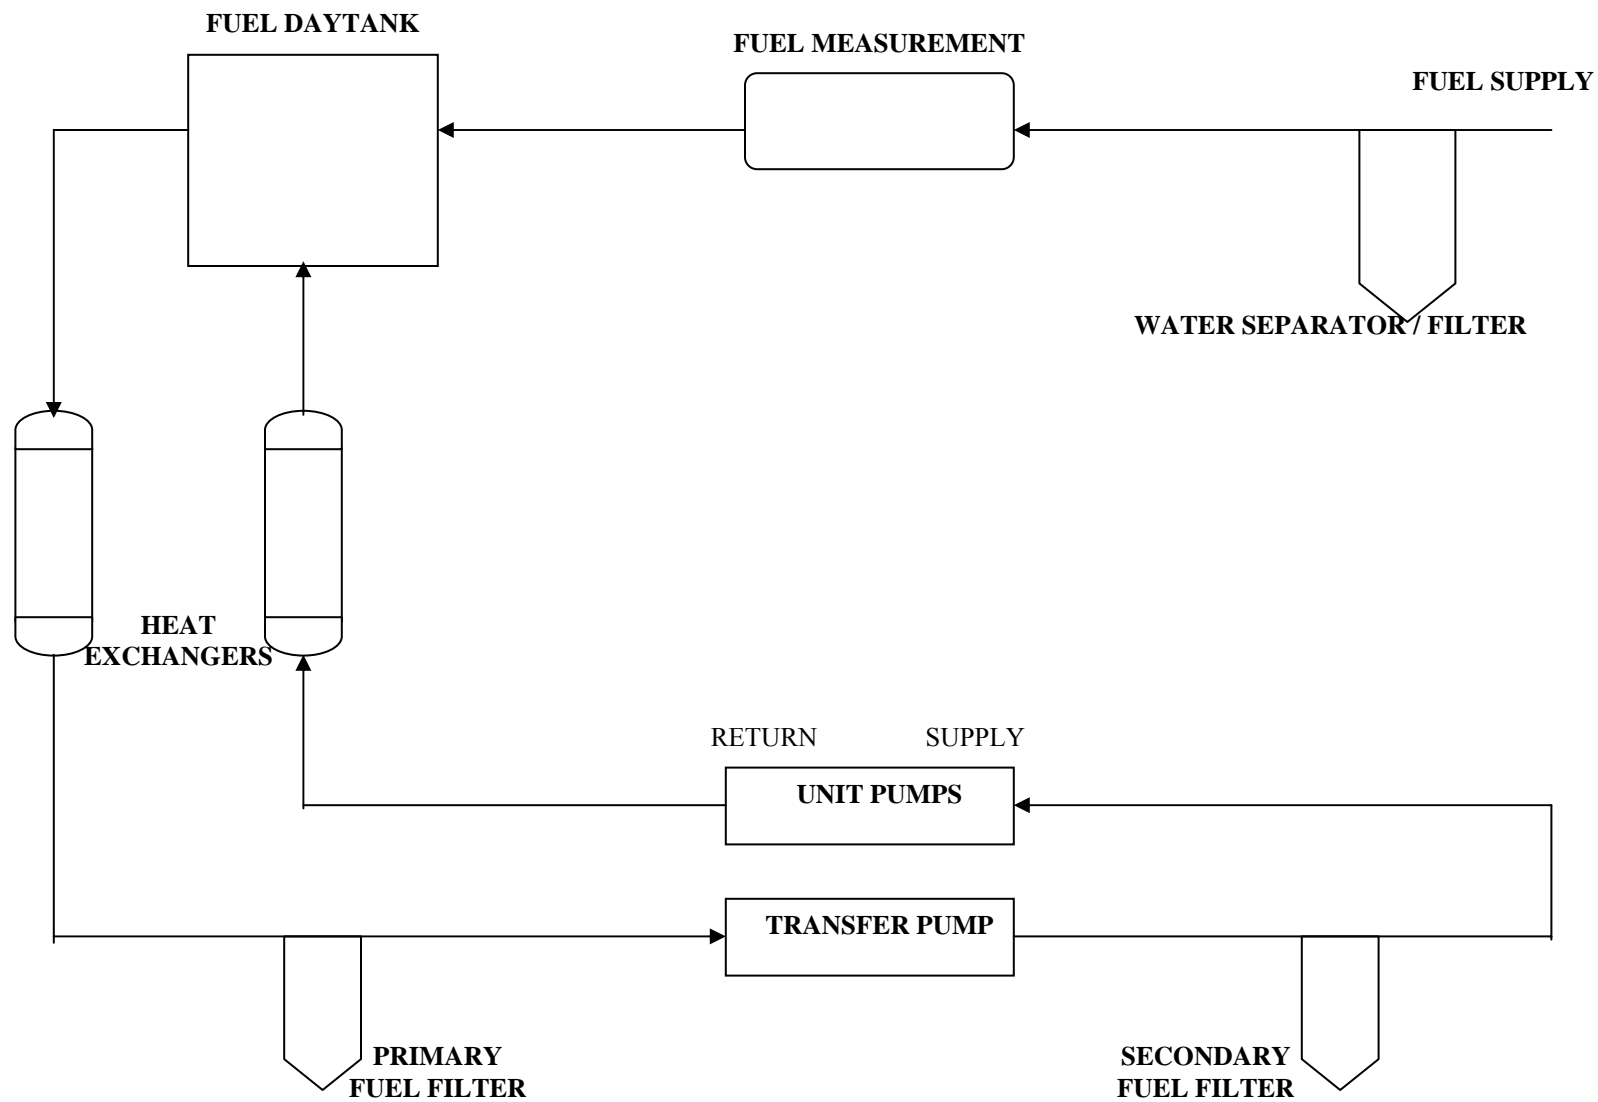 FUEL DAYTANK
FUEL MEASUREMENT
FUEL SUPPLY
WATER SEPARATOR / FILTER
HEAT
EXCHANGERS
RETURN
SUPPLY
UNIT PUMPS
TRANSFER PUMP
PRIMARY
FUEL FILTER
SECONDARY
FUEL FILTER